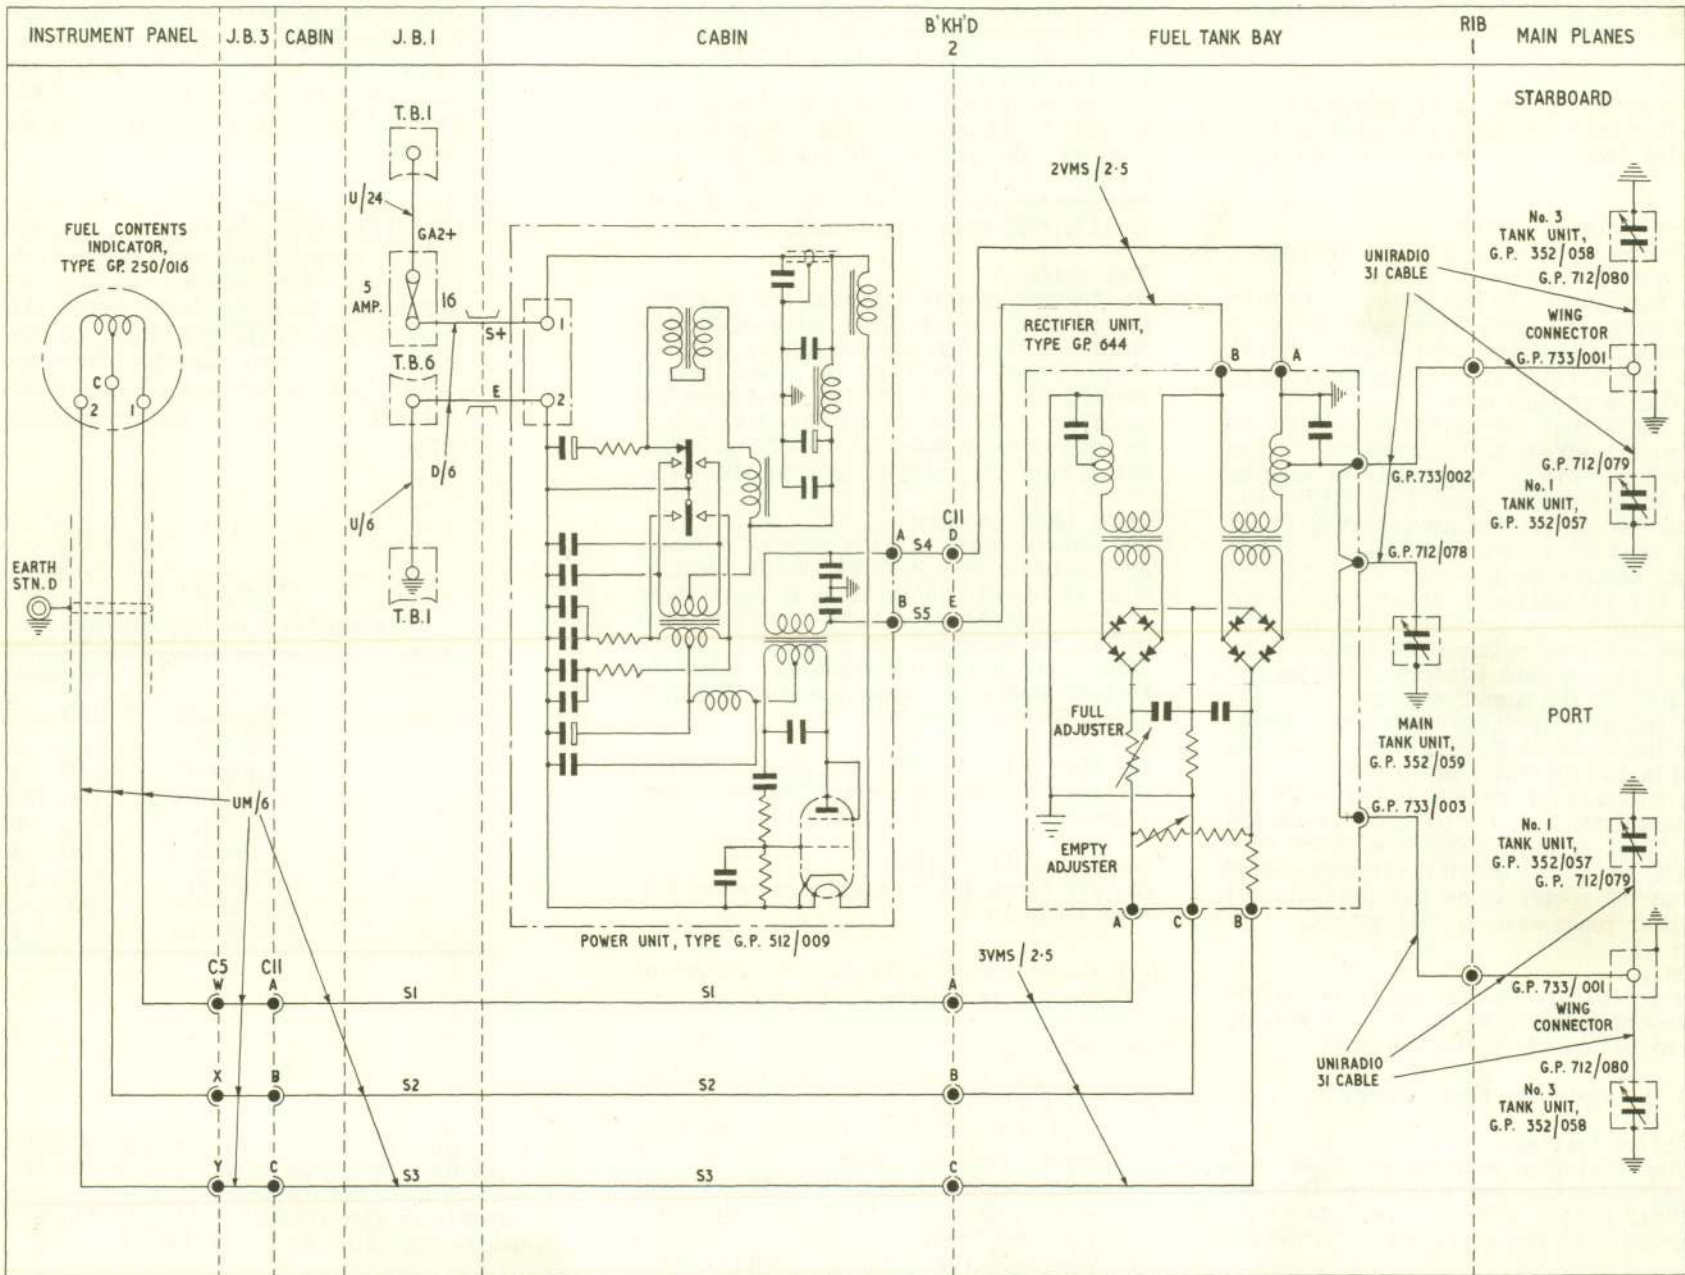 INSTRUMENT PANEL
J.B.3
CABIN
J.B.1
CABIN
B'KH'D
2
FUEL TANK BAY
RIB
1
MAIN PLANES
STARBOARD
T.B.1
U/24
GA2+
5
AMP.
16
S+
T.B.6
E
D/6
U/6
T.B.1
FUEL CONTENTS
INDICATOR,
TYPE G.P. 250/016
C
2
1
EARTH
STN. D
UM/6
1
2
POWER UNIT, TYPE G.P. 512/009
A
S4
C11
D
B
S5
E
2VMS/2·5
RECTIFIER UNIT,
TYPE G.P. 644
B
A
FULL
ADJUSTER
EMPTY
ADJUSTER
A
C
B
3VMS/2·5
G.P. 733/002
G.P. 712/078
MAIN
TANK UNIT,
G.P. 352/059
G.P. 733/003
UNIRADIO
31 CABLE
No. 3
TANK UNIT,
G.P. 352/058
G.P. 712/080
WING
CONNECTOR
G.P. 733/001
G.P. 712/079
No. 1
TANK UNIT,
G.P. 352/057
PORT
No. 1
TANK UNIT,
G.P. 352/057
G.P. 712/079
G.P. 733/001
WING
CONNECTOR
UNIRADIO
31 CABLE
G.P. 712/080
No. 3
TANK UNIT,
G.P. 352/058
C5
W
C11
A
S1
S1
A
X
B
S2
S2
B
Y
C
S3
S3
C